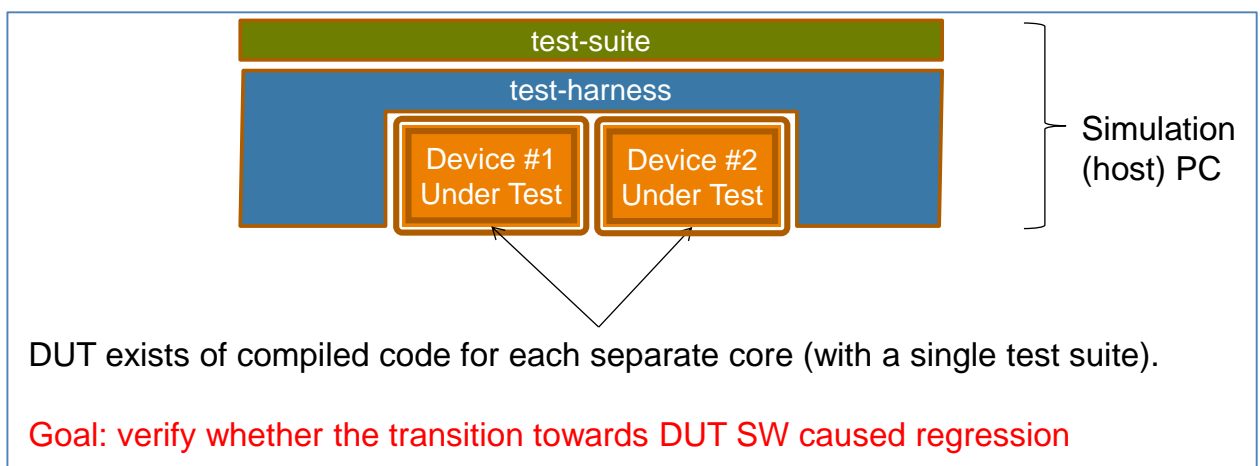 test-suite
test-harness
Device #1
Under Test
Device #2
Under Test
Simulation
(host) PC
DUT exists of compiled code for each separate core (with a single test suite).
Goal: verify whether the transition towards DUT SW caused regression